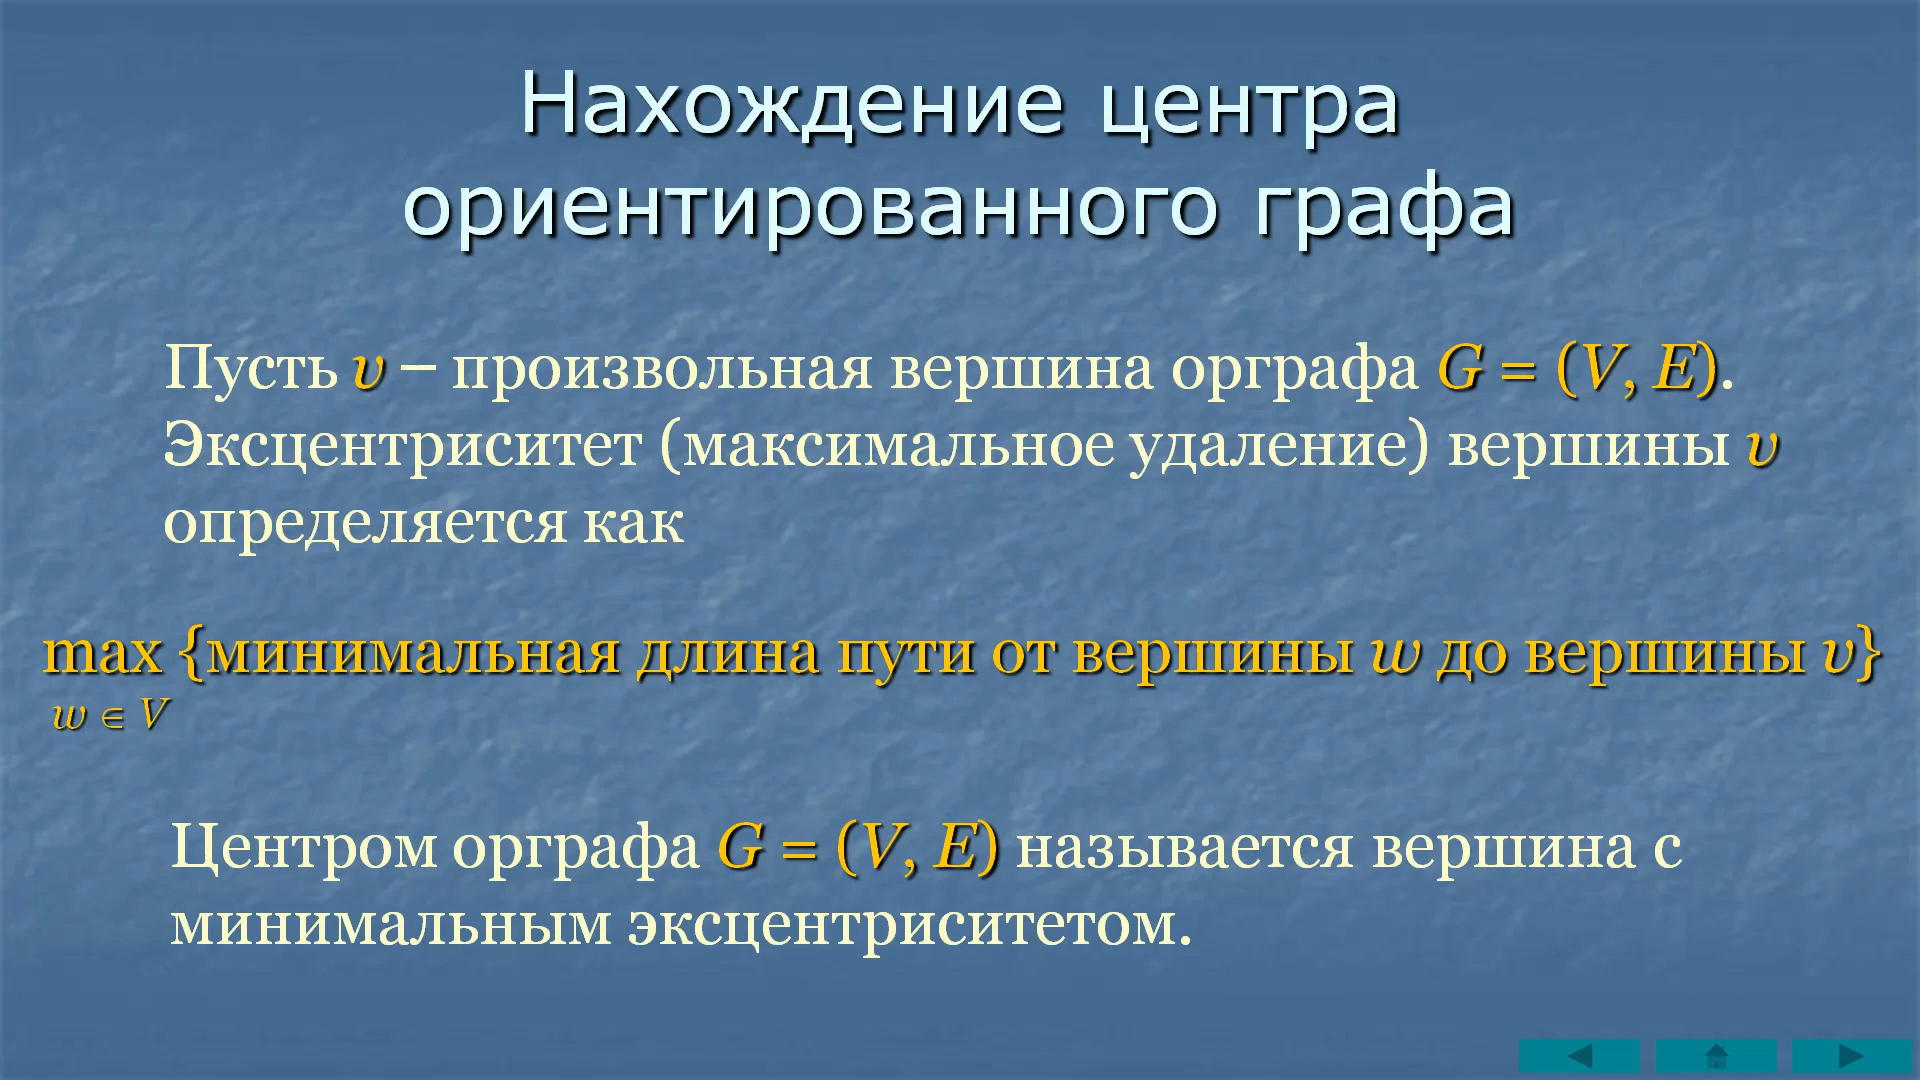 Нахождение центра
ориентированного графа
Пусть v – произвольная вершина орграфа G = (V, E).
Эксцентриситет (максимальное удаление) вершины v
определяется как
max {минимальная длина пути от вершины w до вершины v}
w ∈ V
Центром орграфа G = (V, E) называется вершина с
минимальным эксцентриситетом.